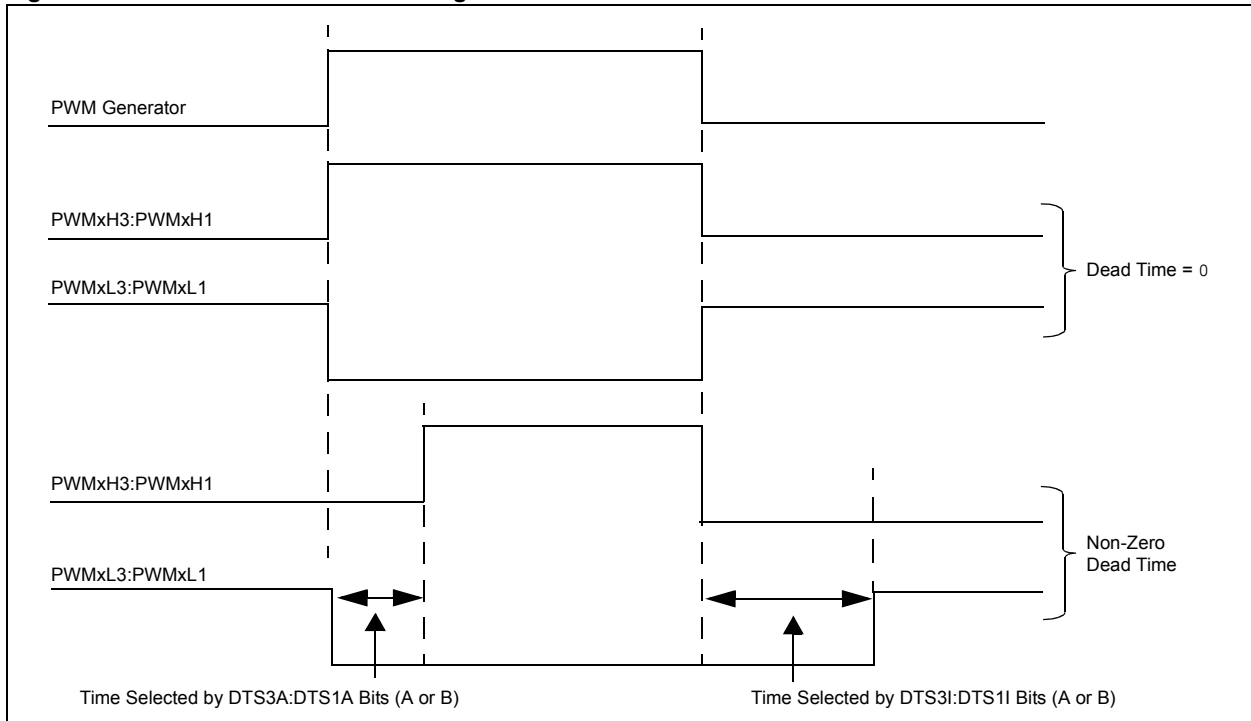 PWM Generator
PWMxH3:PWMxH1
PWMxL3:PWMxL1
Dead Time = 0
PWMxH3:PWMxH1
PWMxL3:PWMxL1
Non-Zero
Dead Time
Time Selected by DTS3A:DTS1A Bits (A or B)
Time Selected by DTS3I:DTS1I Bits (A or B)